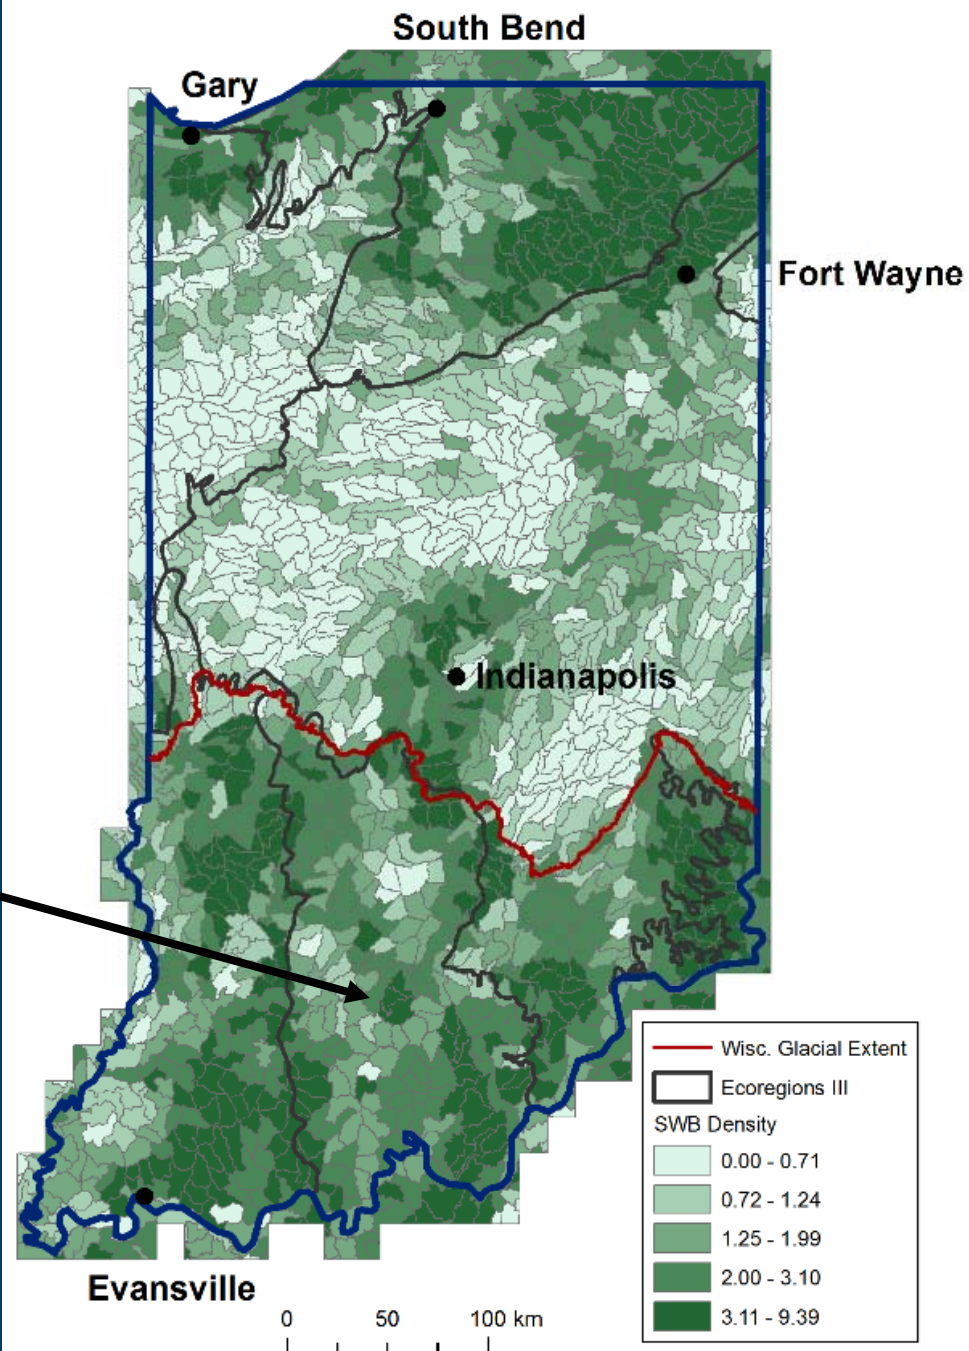 South Bend
Gary
Fort Wayne
Indianapolis
Evansville
Wisc. Glacial Extent
Ecoregions III
SWB Density
0.00 - 0.71
0.72 - 1.24
1.25 - 1.99
2.00 - 3.10
3.11 - 9.39
0 50 100 km